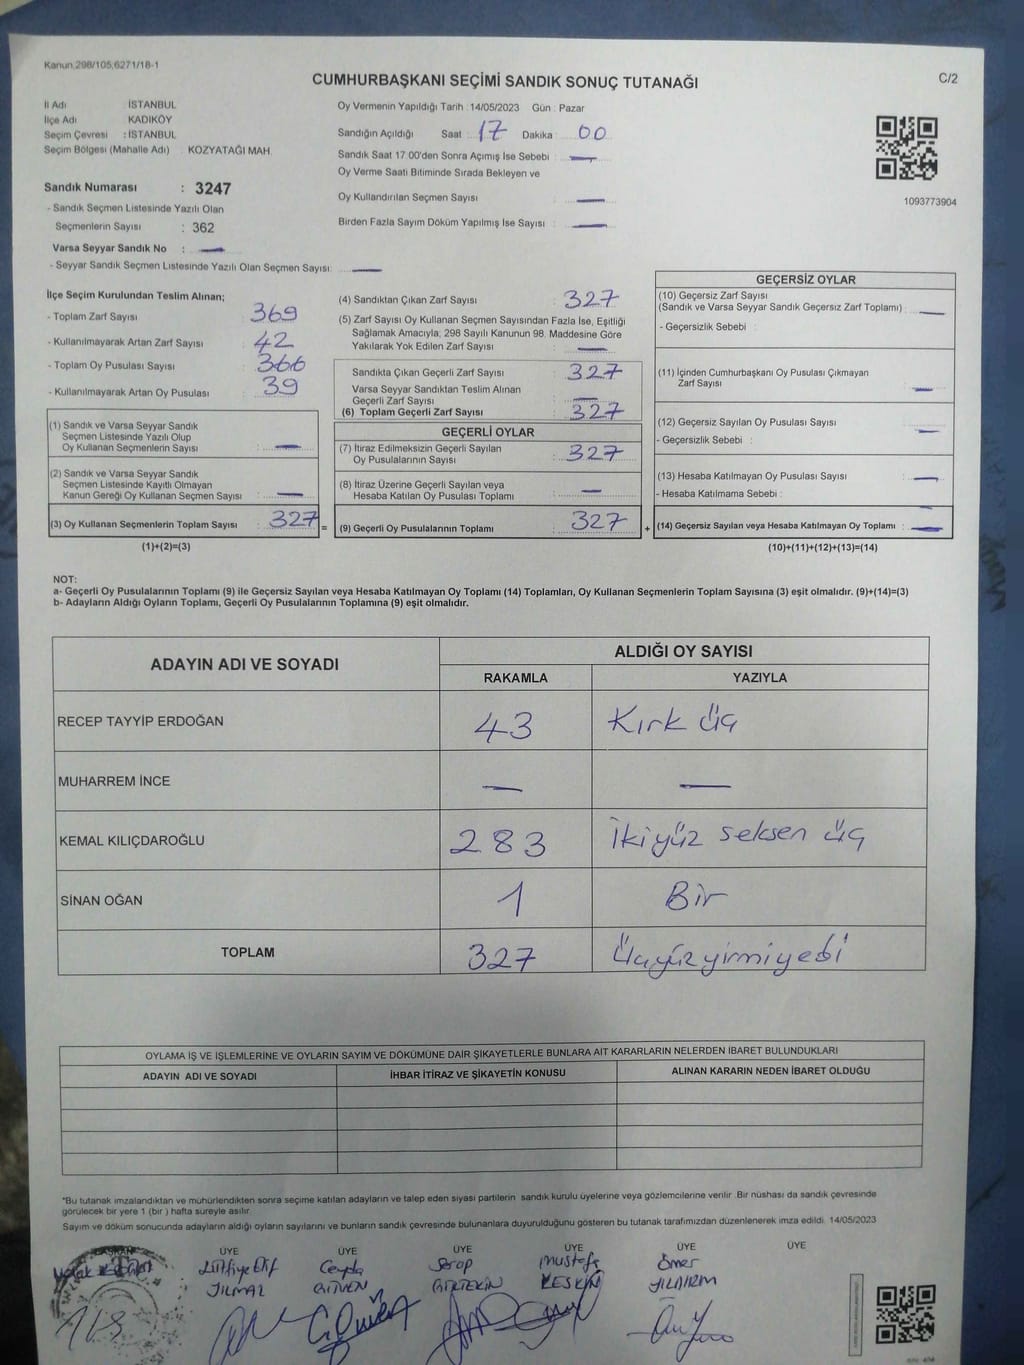 Kanun,298/105,6271/18-1
CUMHURBAŞKANI SEÇİMİ SANDIK SONUÇ TUTANAĞI
C/2
İl Adı İSTANBUL
İlçe Adı KADIKÖY
Seçim Çevresi : İSTANBUL
Seçim Bölgesi (Mahalle Adı) : KOZYATAĞI MAH.
Oy Vermenin Yapıldığı Tarih : 14/05/2023 Gün : Pazar
Sandığın Açıldığı Saat 17 Dakika 00
Sandık Saat 17 00'den Sonra Açımış İse Sebebi : —
Oy Verme Saati Bitiminde Sırada Bekleyen ve
Oy Kullandırılan Seçmen Sayısı : —
Birden Fazla Sayım Döküm Yapılmış İse Sayısı : —
1093773904
Sandık Numarası : 3247
- Sandık Seçmen Listesinde Yazılı Olan
Seçmenlerin Sayısı : 362
Varsa Seyyar Sandık No : —
- Seyyar Sandık Seçmen Listesinde Yazılı Olan Seçmen Sayısı: —
İlçe Seçim Kurulundan Teslim Alınan;
- Toplam Zarf Sayısı : 369
- Kullanılmayarak Artan Zarf Sayısı : 42
- Toplam Oy Pusulası Sayısı : 366
- Kullanılmayarak Artan Oy Pusulası : 39
(1) Sandık ve Varsa Seyyar Sandık
Seçmen Listesinde Yazılı Olup
Oy Kullanan Seçmenlerin Sayısı : —
(2) Sandık ve Varsa Seyyar Sandık
Seçmen Listesinde Kayıtlı Olmayan
Kanun Gereği Oy Kullanan Seçmen Sayısı : —
(3) Oy Kullanan Seçmenlerin Toplam Sayısı : 327 =
(1)+(2)=(3)
(4) Sandıktan Çıkan Zarf Sayısı : 327
(5) Zarf Sayısı Oy Kullanan Seçmen Sayısından Fazla İse, Eşitliği
Sağlamak Amacıyla, 298 Sayılı Kanunun 98. Maddesine Göre
Yakılarak Yok Edilen Zarf Sayısı : —
Sandıkta Çıkan Geçerli Zarf Sayısı : 327
Varsa Seyyar Sandıktan Teslim Alınan
Geçerli Zarf Sayısı : —
(6) Toplam Geçerli Zarf Sayısı : 327
GEÇERLİ OYLAR
(7) İtiraz Edilmeksizin Geçerli Sayılan
Oy Pusulalarının Sayısı : 327
(8) İtiraz Üzerine Geçerli Sayılan veya
Hesaba Katılan Oy Pusulası Toplamı : —
(9) Geçerli Oy Pusulalarının Toplamı : 327 +
GEÇERSİZ OYLAR
(10) Geçersiz Zarf Sayısı
(Sandık ve Varsa Seyyar Sandık Geçersiz Zarf Toplamı) : —
- Geçersizlik Sebebi :
(11) İçinden Cumhurbaşkanı Oy Pusulası Çıkmayan
Zarf Sayısı : —
(12) Geçersiz Sayılan Oy Pusulası Sayısı : —
- Geçersizlik Sebebi :
(13) Hesaba Katılmayan Oy Pusulası Sayısı : —
- Hesaba Katılmama Sebebi :
(14) Geçersiz Sayılan veya Hesaba Katılmayan Oy Toplamı : —
(10)+(11)+(12)+(13)=(14)
NOT:
a- Geçerli Oy Pusulalarının Toplamı (9) ile Geçersiz Sayılan veya Hesaba Katılmayan Oy Toplamı (14) Toplamları, Oy Kullanan Seçmenlerin Toplam Sayısına (3) eşit olmalıdır. (9)+(14)=(3)
b- Adayların Aldığı Oyların Toplamı, Geçerli Oy Pusulalarının Toplamına (9) eşit olmalıdır.
ADAYIN ADI VE SOYADI ALDIĞI OY SAYISI
RAKAMLA YAZIYLA
RECEP TAYYİP ERDOĞAN 43 Kırk üç
MUHARREM İNCE — —
KEMAL KILIÇDAROĞLU 283 İkiyüz seksen üç
SİNAN OĞAN 1 Bir
TOPLAM 327 Üçyüzyirmiyedi
OYLAMA İŞ VE İŞLEMLERİNE VE OYLARIN SAYIM VE DÖKÜMÜNE DAİR ŞİKAYETLERLE BUNLARA AİT KARARLARIN NELERDEN İBARET BULUNDUKLARI
ADAYIN ADI VE SOYADI İHBAR İTİRAZ VE ŞİKAYETİN KONUSU ALINAN KARARIN NEDEN İBARET OLDUĞU
*Bu tutanak imzalandıktan ve mühürlendikten sonra seçime katılan adayların ve talep eden siyasi partilerin sandık kurulu üyelerine veya gözlemcilerine verilir. Bir nüshası da sandık çevresinde
görülecek bir yere 1 (bir ) hafta süreyle asılır.
Sayım ve döküm sonucunda adayların aldığı oyların sayılarını ve bunların sandık çevresinde bulunanlara duyurulduğunu gösteren bu tutanak tarafımızdan düzenlenerek imza edildi. 14/05/2023
BAŞKAN ÜYE ÜYE ÜYE ÜYE ÜYE ÜYE
Lütfiye Elif Ceyda Serap Mustafa Ömer
YILMAZ GÜVEN GÜLTEKİN KESKİN YILDIRIM